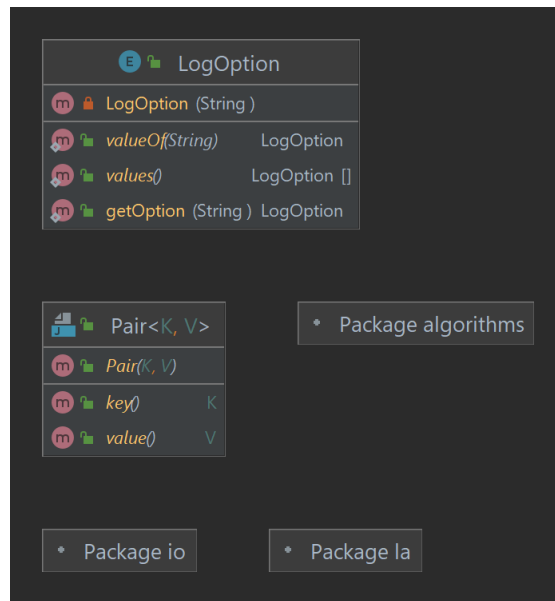 E LogOption
m LogOption (String )
m valueOf(String) LogOption
m values() LogOption []
m getOption (String ) LogOption
J Pair<K, V>
Package algorithms
m Pair(K, V)
m key() K
m value() V
Package io
Package la